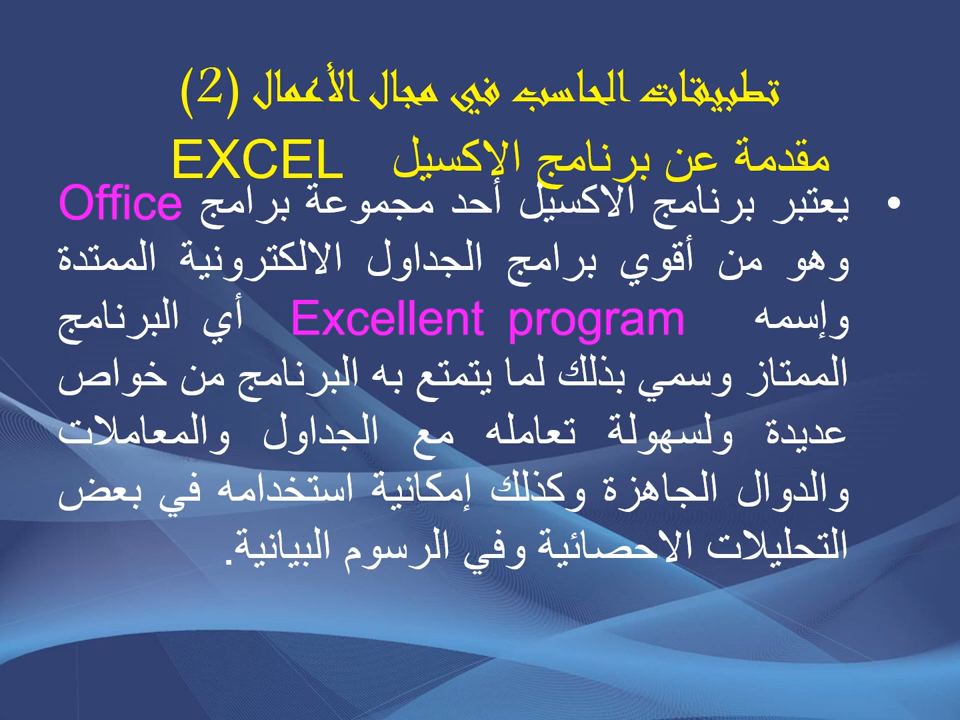 تطبيقات الحاسب في مجال الأعمال (2)
مقدمة عن برنامج الاكسيل EXCEL
• يعتبر برنامج الاكسيل أحد مجموعة برامج Office
وهو من أقوي برامج الجداول الالكترونية الممتدة
وإسمه Excellent program أي البرنامج
الممتاز وسمي بذلك لما يتمتع به البرنامج من خواص
عديدة ولسهولة تعامله مع الجداول والمعاملات
والدوال الجاهزة وكذلك إمكانية استخدامه في بعض
التحليلات الاحصائية وفي الرسوم البيانية.